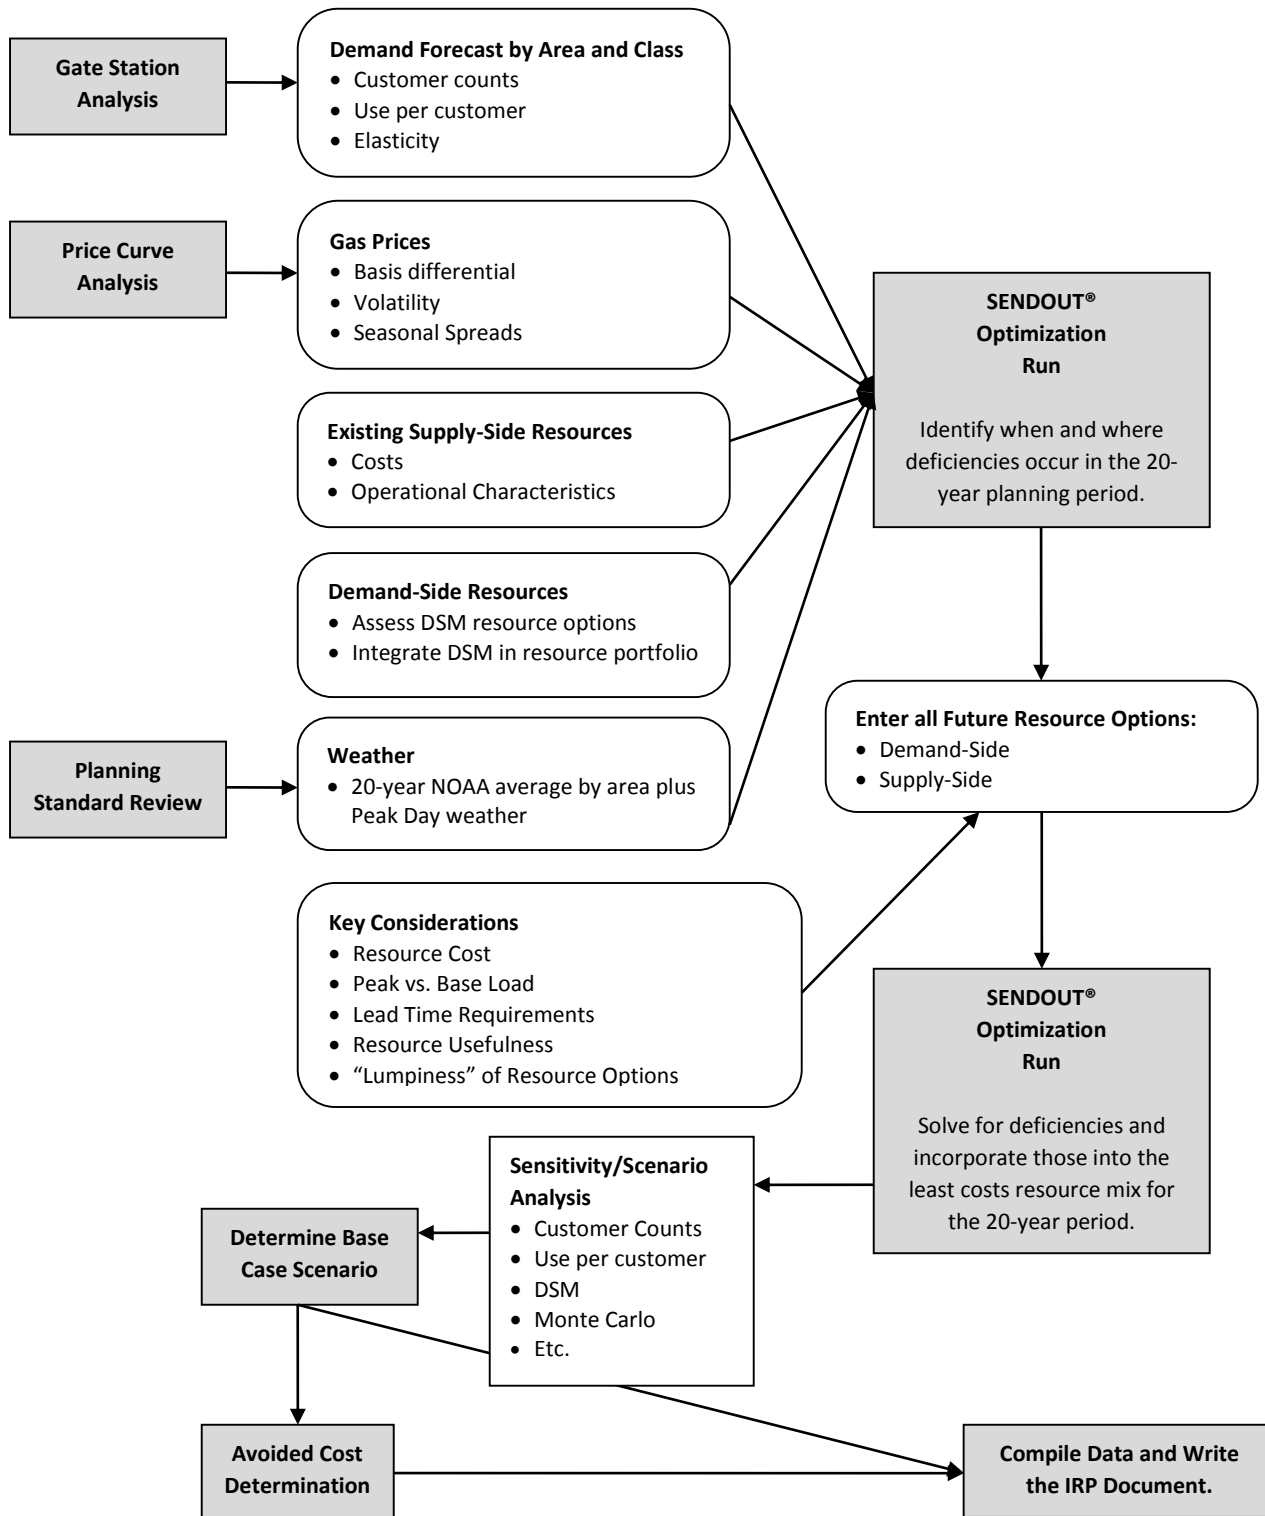 Gate Station
Analysis
Demand Forecast by Area and Class
• Customer counts
• Use per customer
• Elasticity
Price Curve
Analysis
Gas Prices
• Basis differential
• Volatility
• Seasonal Spreads
Existing Supply-Side Resources
• Costs
• Operational Characteristics
Demand-Side Resources
• Assess DSM resource options
• Integrate DSM in resource portfolio
Planning
Standard Review
Weather
• 20-year NOAA average by area plus
Peak Day weather
SENDOUT®
Optimization
Run
Identify when and where
deficiencies occur in the 20-
year planning period.
Enter all Future Resource Options:
• Demand-Side
• Supply-Side
Key Considerations
• Resource Cost
• Peak vs. Base Load
• Lead Time Requirements
• Resource Usefulness
• “Lumpiness” of Resource Options
SENDOUT®
Optimization
Run
Solve for deficiencies and
incorporate those into the
least costs resource mix for
the 20-year period.
Sensitivity/Scenario
Analysis
• Customer Counts
• Use per customer
• DSM
• Monte Carlo
• Etc.
Determine Base
Case Scenario
Avoided Cost
Determination
Compile Data and Write
the IRP Document.